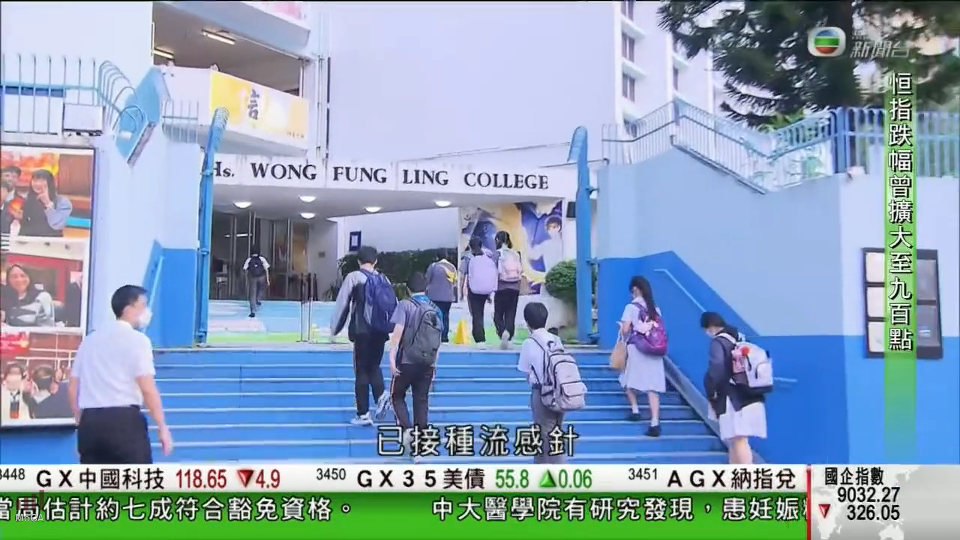 新聞台
恒指跌幅曾擴大至九百點
信
Hs. WONG FUNG LING COLLEGE
已接種流感針
3448 GX中國科技 118.65 ▼4.9 3450 GX35美債 55.8 ▲0.06 3451 AGX納指兌
國企指數
9032.27
▼ 326.05
當局估計約七成符合豁免資格。 中大醫學院有研究發現，患妊娠